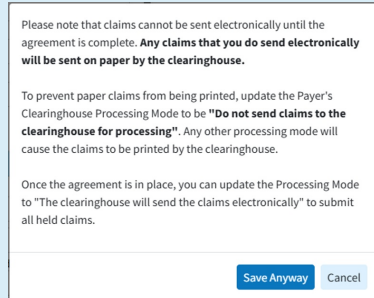 Please note that claims cannot be sent electronically until the
agreement is complete. Any claims that you do send electronically
will be sent on paper by the clearinghouse.
To prevent paper claims from being printed, update the Payer's
Clearinghouse Processing Mode to be "Do not send claims to the
clearinghouse for processing". Any other processing mode will
cause the claims to be printed by the clearinghouse.
Once the agreement is in place, you can update the Processing Mode
to "The clearinghouse will send the claims electronically" to submit
all held claims.
Save Anyway Cancel